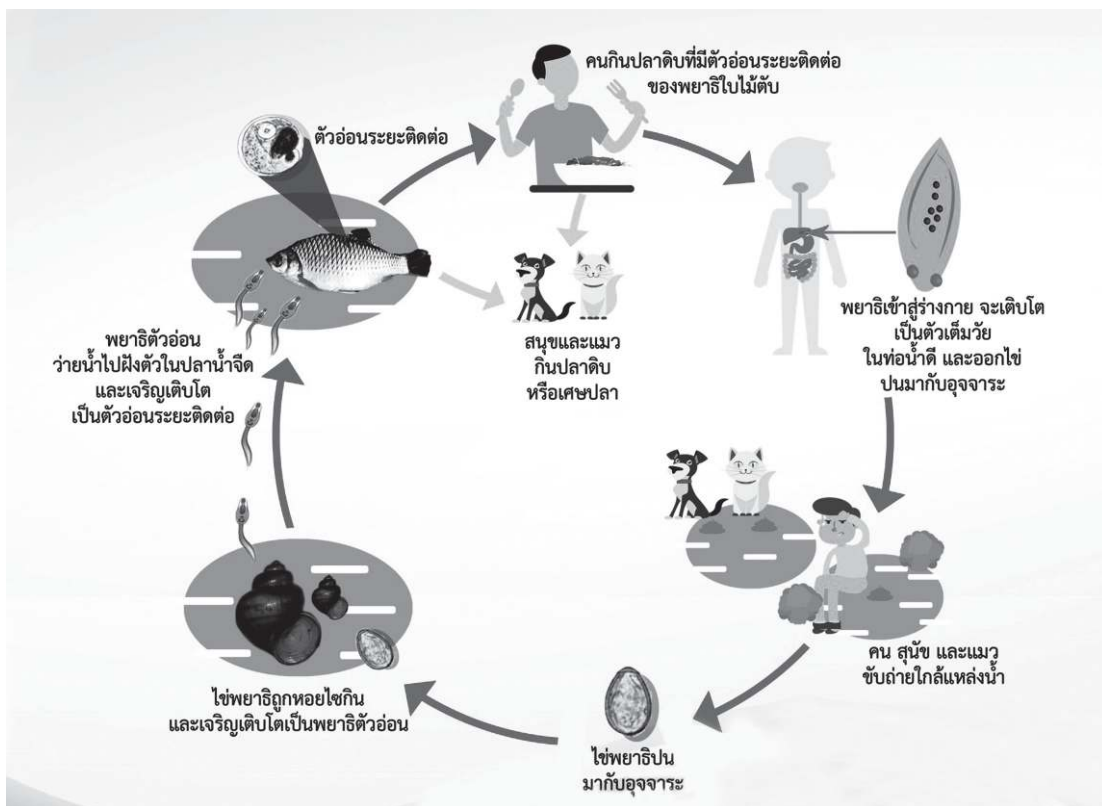 คนกินปลาดิบที่มีตัวอ่อนระยะติดต่อ
ของพยาธิใบไม้ตับ
ตัวอ่อนระยะติดต่อ
พยาธิเข้าสู่ร่างกาย จะเติบโต
เป็นตัวเต็มวัย
ในท่อน้ำดี และออกไข่
ปนมากับอุจจาระ
สนุขและแมว
กินปลาดิบ
หรือเศษปลา
พยาธิตัวอ่อน
ว่ายน้ำไปฝังตัวในปลาน้ำจืด
และเจริญเติบโต
เป็นตัวอ่อนระยะติดต่อ
คน สุนัข และแมว
ขับถ่ายใกล้แหล่งน้ำ
ไข่พยาธิปน
มากับอุจจาระ
ไข่พยาธิถูกหอยไซกิน
และเจริญเติบโตเป็นพยาธิตัวอ่อน